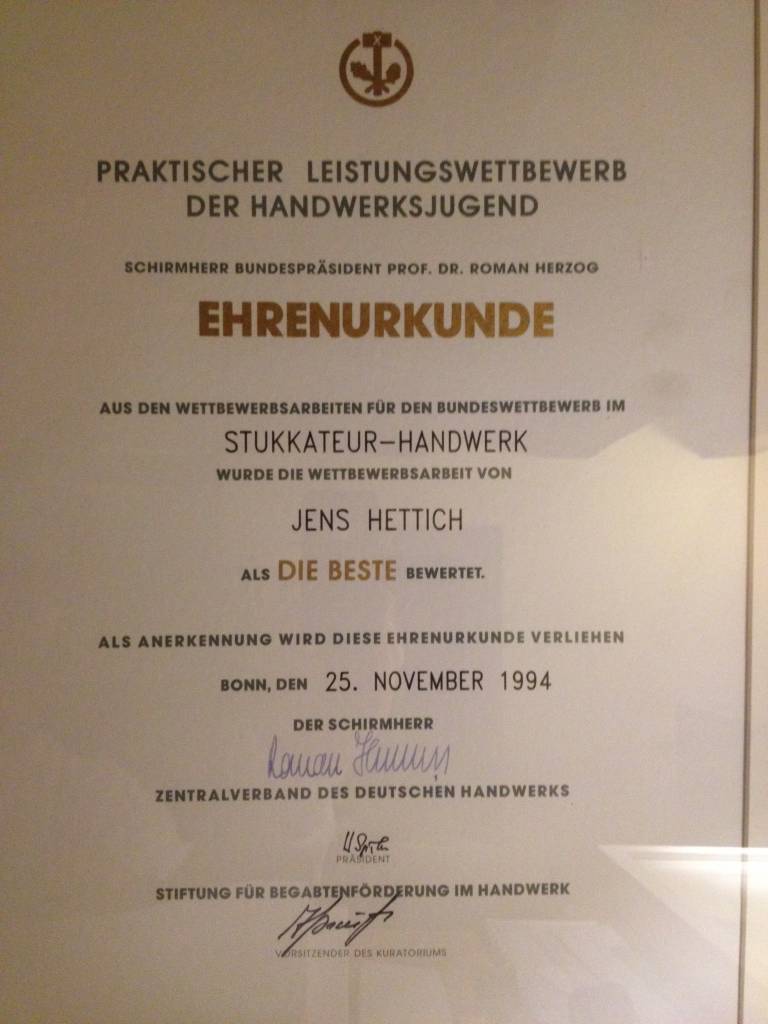 PRAKTISCHER LEISTUNGSWETTBEWERB
DER HANDWERKSJUGEND
SCHIRMHERR BUNDESPRÄSIDENT PROF. DR. ROMAN HERZOG
EHRENURKUNDE
AUS DEN WETTBEWERBSARBEITEN FÜR DEN BUNDESWETTBEWERB IM
STUKKATEUR-HANDWERK
WURDE DIE WETTBEWERBSARBEIT VON
JENS HETTICH
ALS DIE BESTE BEWERTET.
ALS ANERKENNUNG WIRD DIESE EHRENURKUNDE VERLIEHEN
BONN, DEN 25. NOVEMBER 1994
DER SCHIRMHERR
Roman Herzog
ZENTRALVERBAND DES DEUTSCHEN HANDWERKS
PRÄSIDENT
STIFTUNG FÜR BEGABTENFÖRDERUNG IM HANDWERK
VORSITZENDER DES KURATORIUMS